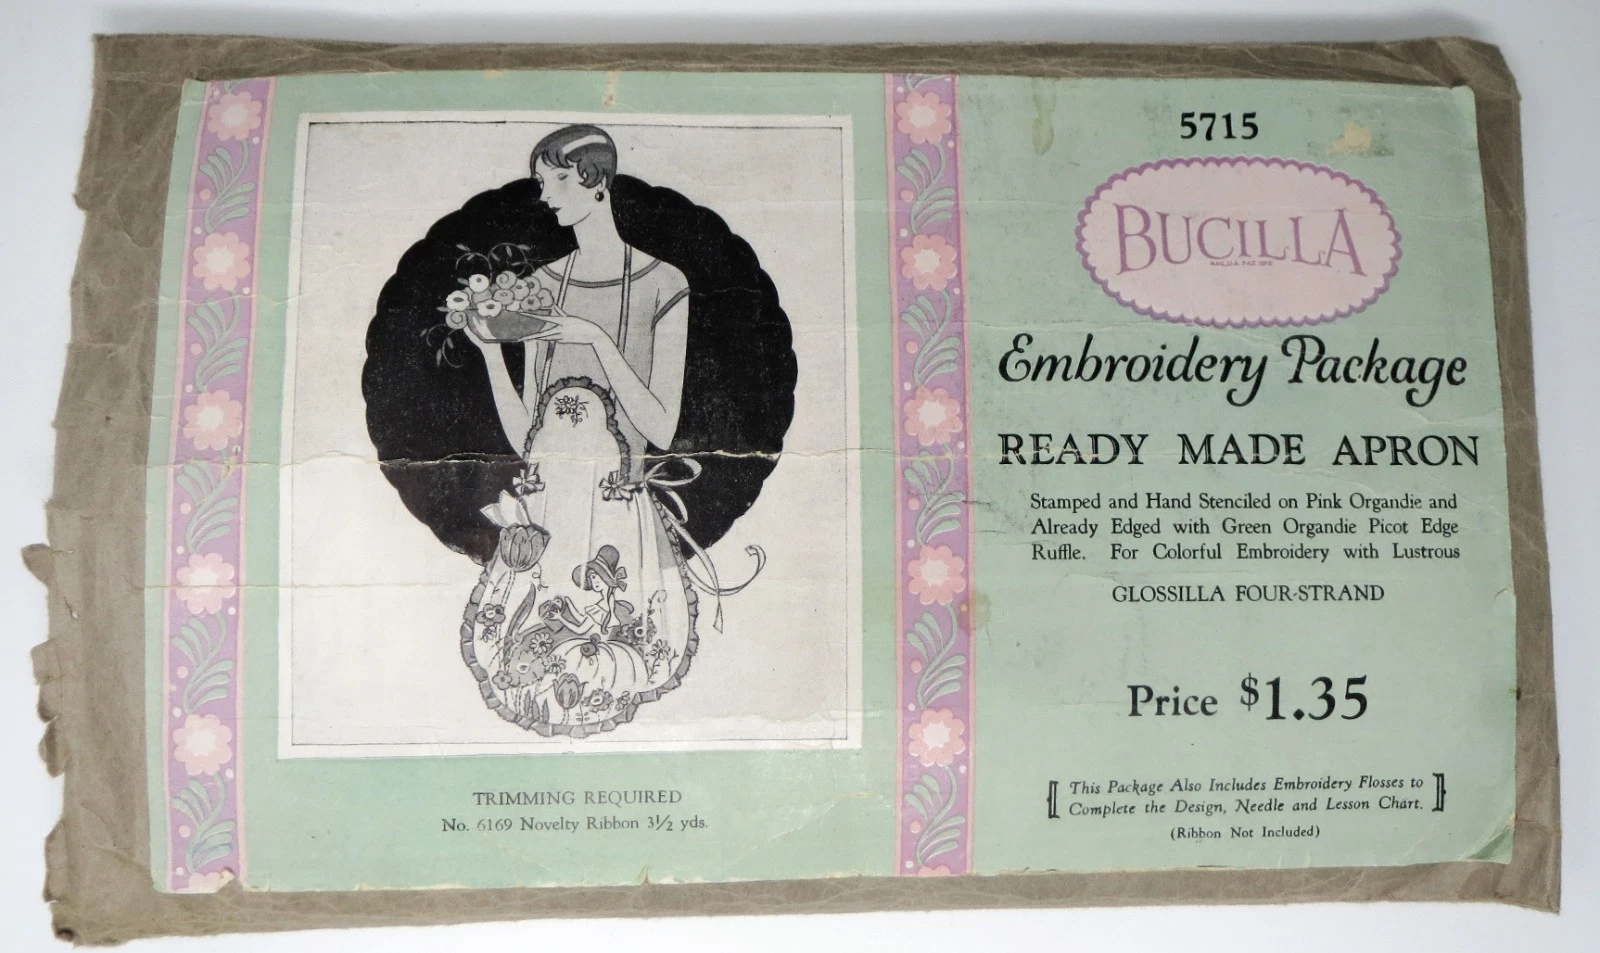 5715
BUCILLA
REG. U.S. PAT. OFF.
Embroidery Package
READY MADE APRON
Stamped and Hand Stenciled on Pink Organdie and
Already Edged with Green Organdie Picot Edge
Ruffle. For Colorful Embroidery with Lustrous
GLOSSILLA FOUR-STRAND
Price $1.35
[This Package Also Includes Embroidery Flosses to
Complete the Design, Needle and Lesson Chart.]
(Ribbon Not Included)
TRIMMING REQUIRED
No. 6169 Novelty Ribbon 3½ yds.